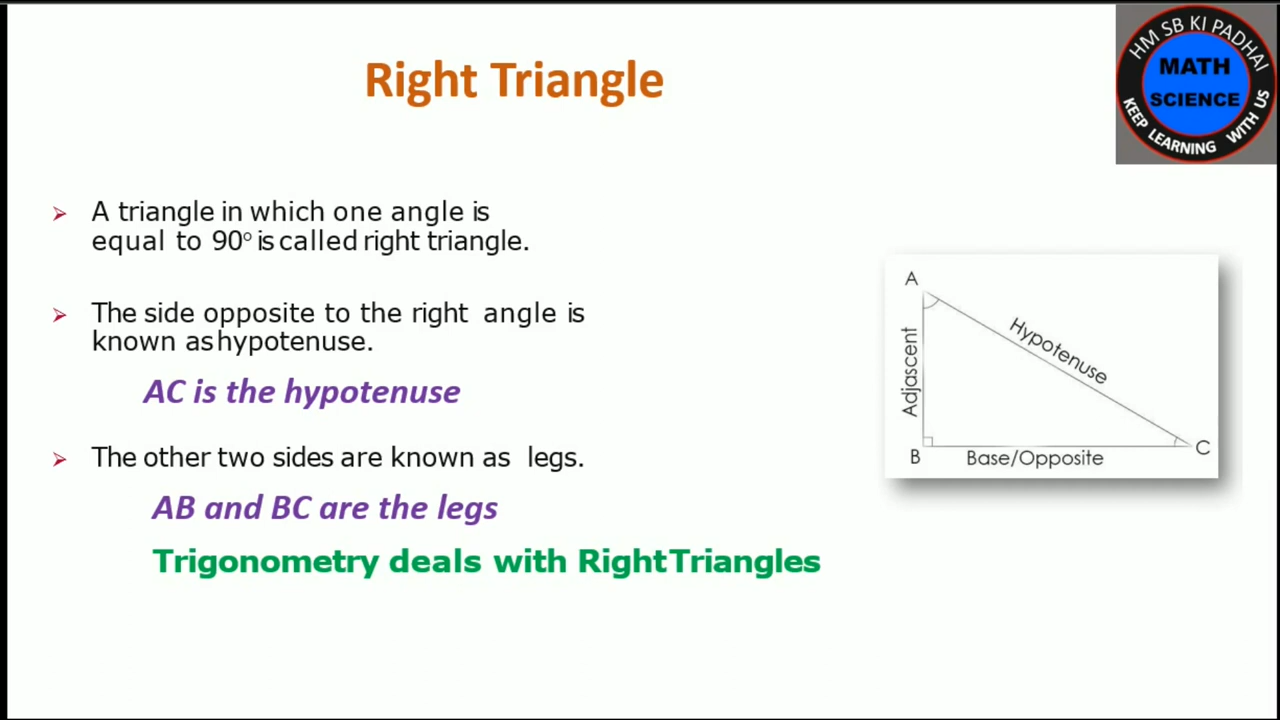 Right Triangle
HM SB KI PADHAI
MATH
SCIENCE
KEEP LEARNING WITH US
A triangle in which one angle is
equal to 90° is called right triangle.
The side opposite to the right angle is
known as hypotenuse.
AC is the hypotenuse
The other two sides are known as legs.
AB and BC are the legs
Trigonometry deals with Right Triangles
A
Hypotenuse
Adjascent
B
Base/Opposite
C